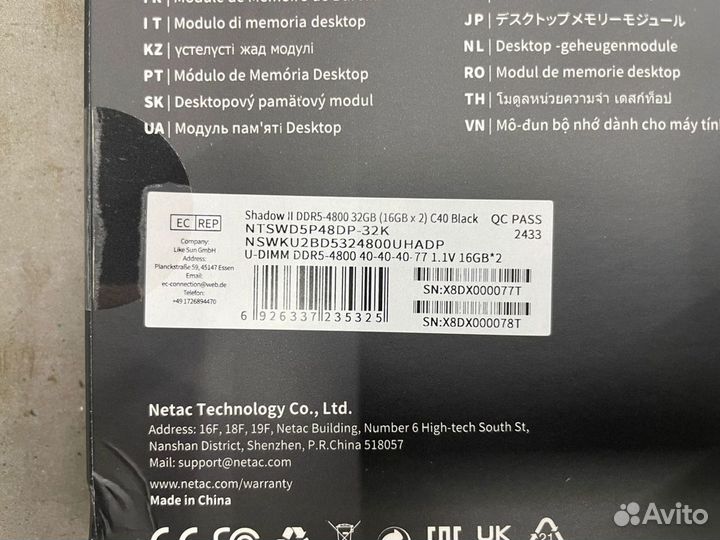 IT | Modulo di memoria desktop
KZ | үстелүсті жад модулі
PT | Módulo de Memória Desktop
SK | Desktopový pamäťový modul
UA | Модуль пам'яті Desktop
JP | デスクトップメモリーモジュール
NL | Desktop -geheugenmodule
RO | Modul de memorie desktop
TH | โมดูลหน่วยความจำ เดสก์ท็อป
VN | Mô-đun bộ nhớ dành cho máy tính
EC REP
Company:
Like Sun GmbH
Address:
Planckstraße 59, 45147 Essen
Email:
ec-connection@web.de
Telefon:
+49 1726894470
Shadow II DDR5-4800 32GB (16GB x 2) C40 Black
QC PASS
2433
NTSWD5P48DP-32K
NSWKU2BD5324800UHADP
U-DIMM DDR5-4800 40-40-40-77 1.1V 16GB*2
SN:X8DX000077T
SN:X8DX000078T
6 926337 235325
Netac Technology Co., Ltd.
Address: 16F, 18F, 19F, Netac Building, Number 6 High-tech South St,
Nanshan District, Shenzhen, P.R.China 518057
Mail: support@netac.com
www.netac.com/warranty
Made in China
CE FC EAC UK
21
Avito